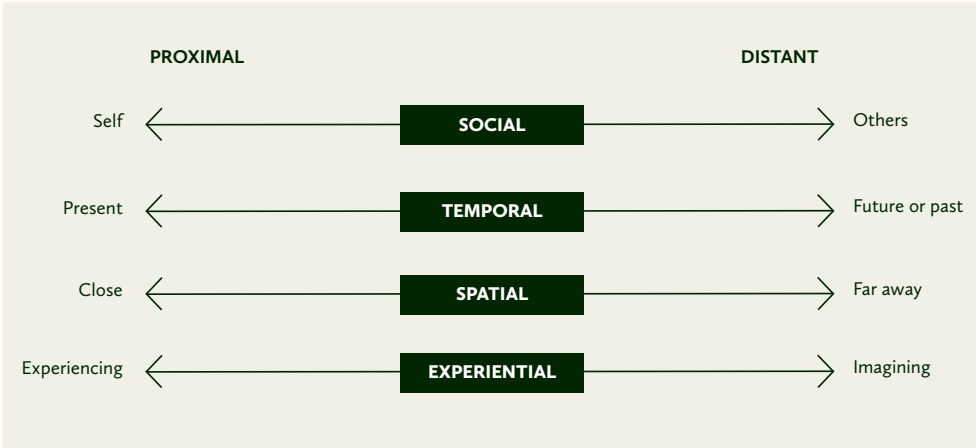 PROXIMAL DISTANT
Self SOCIAL Others
Present TEMPORAL Future or past
Close SPATIAL Far away
Experiencing EXPERIENTIAL Imagining